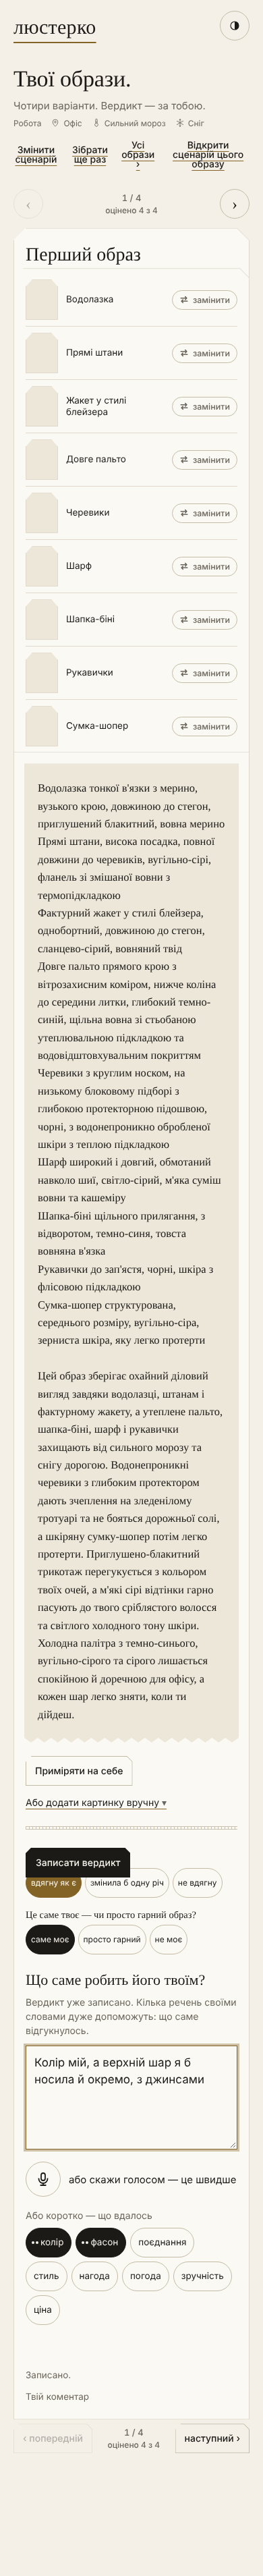 люстерко
Твої образи.
Чотири варіанти. Вердикт — за тобою.
Робота Офіс Сильний мороз Сніг
Змінити сценарій
Зібрати ще раз
Усі образи ›
Відкрити сценарій цього образу
‹
1 / 4
оцінено 4 з 4
›
Перший образ
Водолазка
⇄ замінити
Прямі штани
⇄ замінити
Жакет у стилі
блейзера
⇄ замінити
Довге пальто
⇄ замінити
Черевики
⇄ замінити
Шарф
⇄ замінити
Шапка-біні
⇄ замінити
Рукавички
⇄ замінити
Сумка-шопер
⇄ замінити
Водолазка тонкої в'язки з мерино,
вузького крою, довжиною до стегон,
приглушений блакитний, вовна мерино
Прямі штани, висока посадка, повної
довжини до черевиків, вугільно-сірі,
фланель зі змішаної вовни з
термопідкладкою
Фактурний жакет у стилі блейзера,
однобортний, довжиною до стегон,
сланцево-сірий, вовняний твід
Довге пальто прямого крою з
вітрозахисним коміром, нижче коліна
до середини литки, глибокий темно-
синій, щільна вовна зі стьобаною
утеплювальною підкладкою та
водовідштовхувальним покриттям
Черевики з круглим носком, на
низькому блоковому підборі з
глибокою протекторною підошвою,
чорні, з водонепроникно обробленої
шкіри з теплою підкладкою
Шарф широкий і довгий, обмотаний
навколо шиї, світло-сірий, м'яка суміш
вовни та кашеміру
Шапка-біні щільного прилягання, з
відворотом, темно-синя, товста
вовняна в'язка
Рукавички до зап'ястя, чорні, шкіра з
флісовою підкладкою
Сумка-шопер структурована,
середнього розміру, вугільно-сіра,
зерниста шкіра, яку легко протерти
Цей образ зберігає охайний діловий
вигляд завдяки водолазці, штанам і
фактурному жакету, а утеплене пальто,
шапка-біні, шарф і рукавички
захищають від сильного морозу та
снігу дорогою. Водонепроникні
черевики з глибоким протектором
дають зчеплення на зледенілому
тротуарі та не бояться дорожньої солі,
а шкіряну сумку-шопер потім легко
протерти. Приглушено-блакитний
трикотаж перегукується з кольором
твоїх очей, а м'які сірі відтінки гарно
пасують до твого сріблястого волосся
та світлого холодного тону шкіри.
Холодна палітра з темно-синього,
вугільно-сірого та сірого лишається
спокійной й доречною для офісу, а
кожен шар легко зняти, коли ти
дійдеш.
Приміряти на себе
Або додати картинку вручну ▾
Записати вердикт
вдягну як є
змінила б одну річ
не вдягну
Це саме твоє — чи просто гарний образ?
саме моє
просто гарний
не моє
Що саме робить його твоїм?
Вердикт уже записано. Кілька речень своїми
словами дуже допоможуть: що саме
відгукнулось.
Колір мій, а верхній шар я б
носила й окремо, з джинсами
або скажи голосом — це швидше
Або коротко — що вдалось
колір
фасон
поєднання
стиль
нагода
погода
зручність
ціна
Записано.
Твій коментар
‹ попередній
1 / 4
оцінено 4 з 4
наступний ›